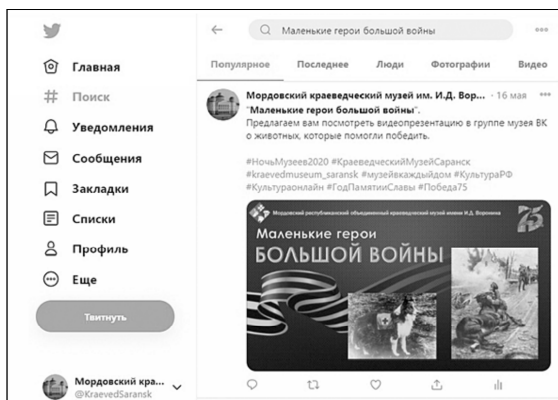 Маленькие герои большой войны
Главная
Поиск
Уведомления
Сообщения
Закладки
Списки
Профиль
Еще
Твитнуть
Мордовский кра...
@KraevedSaransk
Популярное Последнее Люди Фотографии Видео
Мордовский краеведческий музей им. И.Д. Вор... · 16 мая
"Маленькие герои большой войны".
Предлагаем вам посмотреть видеопрезентацию в группе музея ВК
о животных, которые помогли победить.
#НочьМузеев2020 #КраеведческийМузейСаранск
#kraevedmuseum_saransk #музейвкаждыйдом #КультураРФ
#Культураонлайн #ГодПамятиИСлавы #Победа75
Мордовский республиканский объединенный краеведческий музей имени И.Д. Воронина
75
Маленькие герои
БОЛЬШОЙ ВОЙНЫ